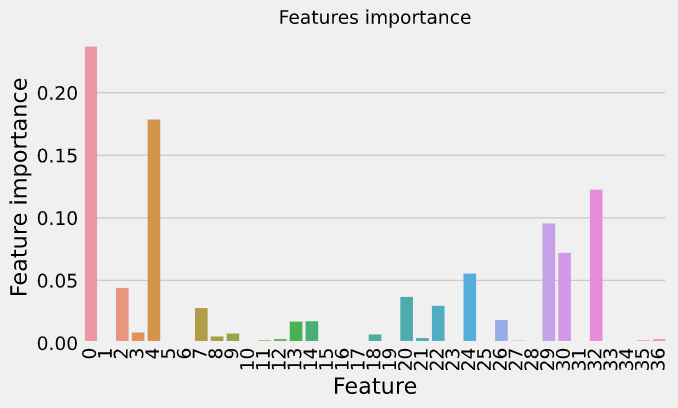 Features importance
Feature importance
0.20
0.15
0.10
0.05
0.00
0 1 2 3 4 5 6 7 8 9 10 11 12 13 14 15 16 17 18 19 20 21 22 23 24 25 26 27 28 29 30 31 32 33 34 35 36
Feature